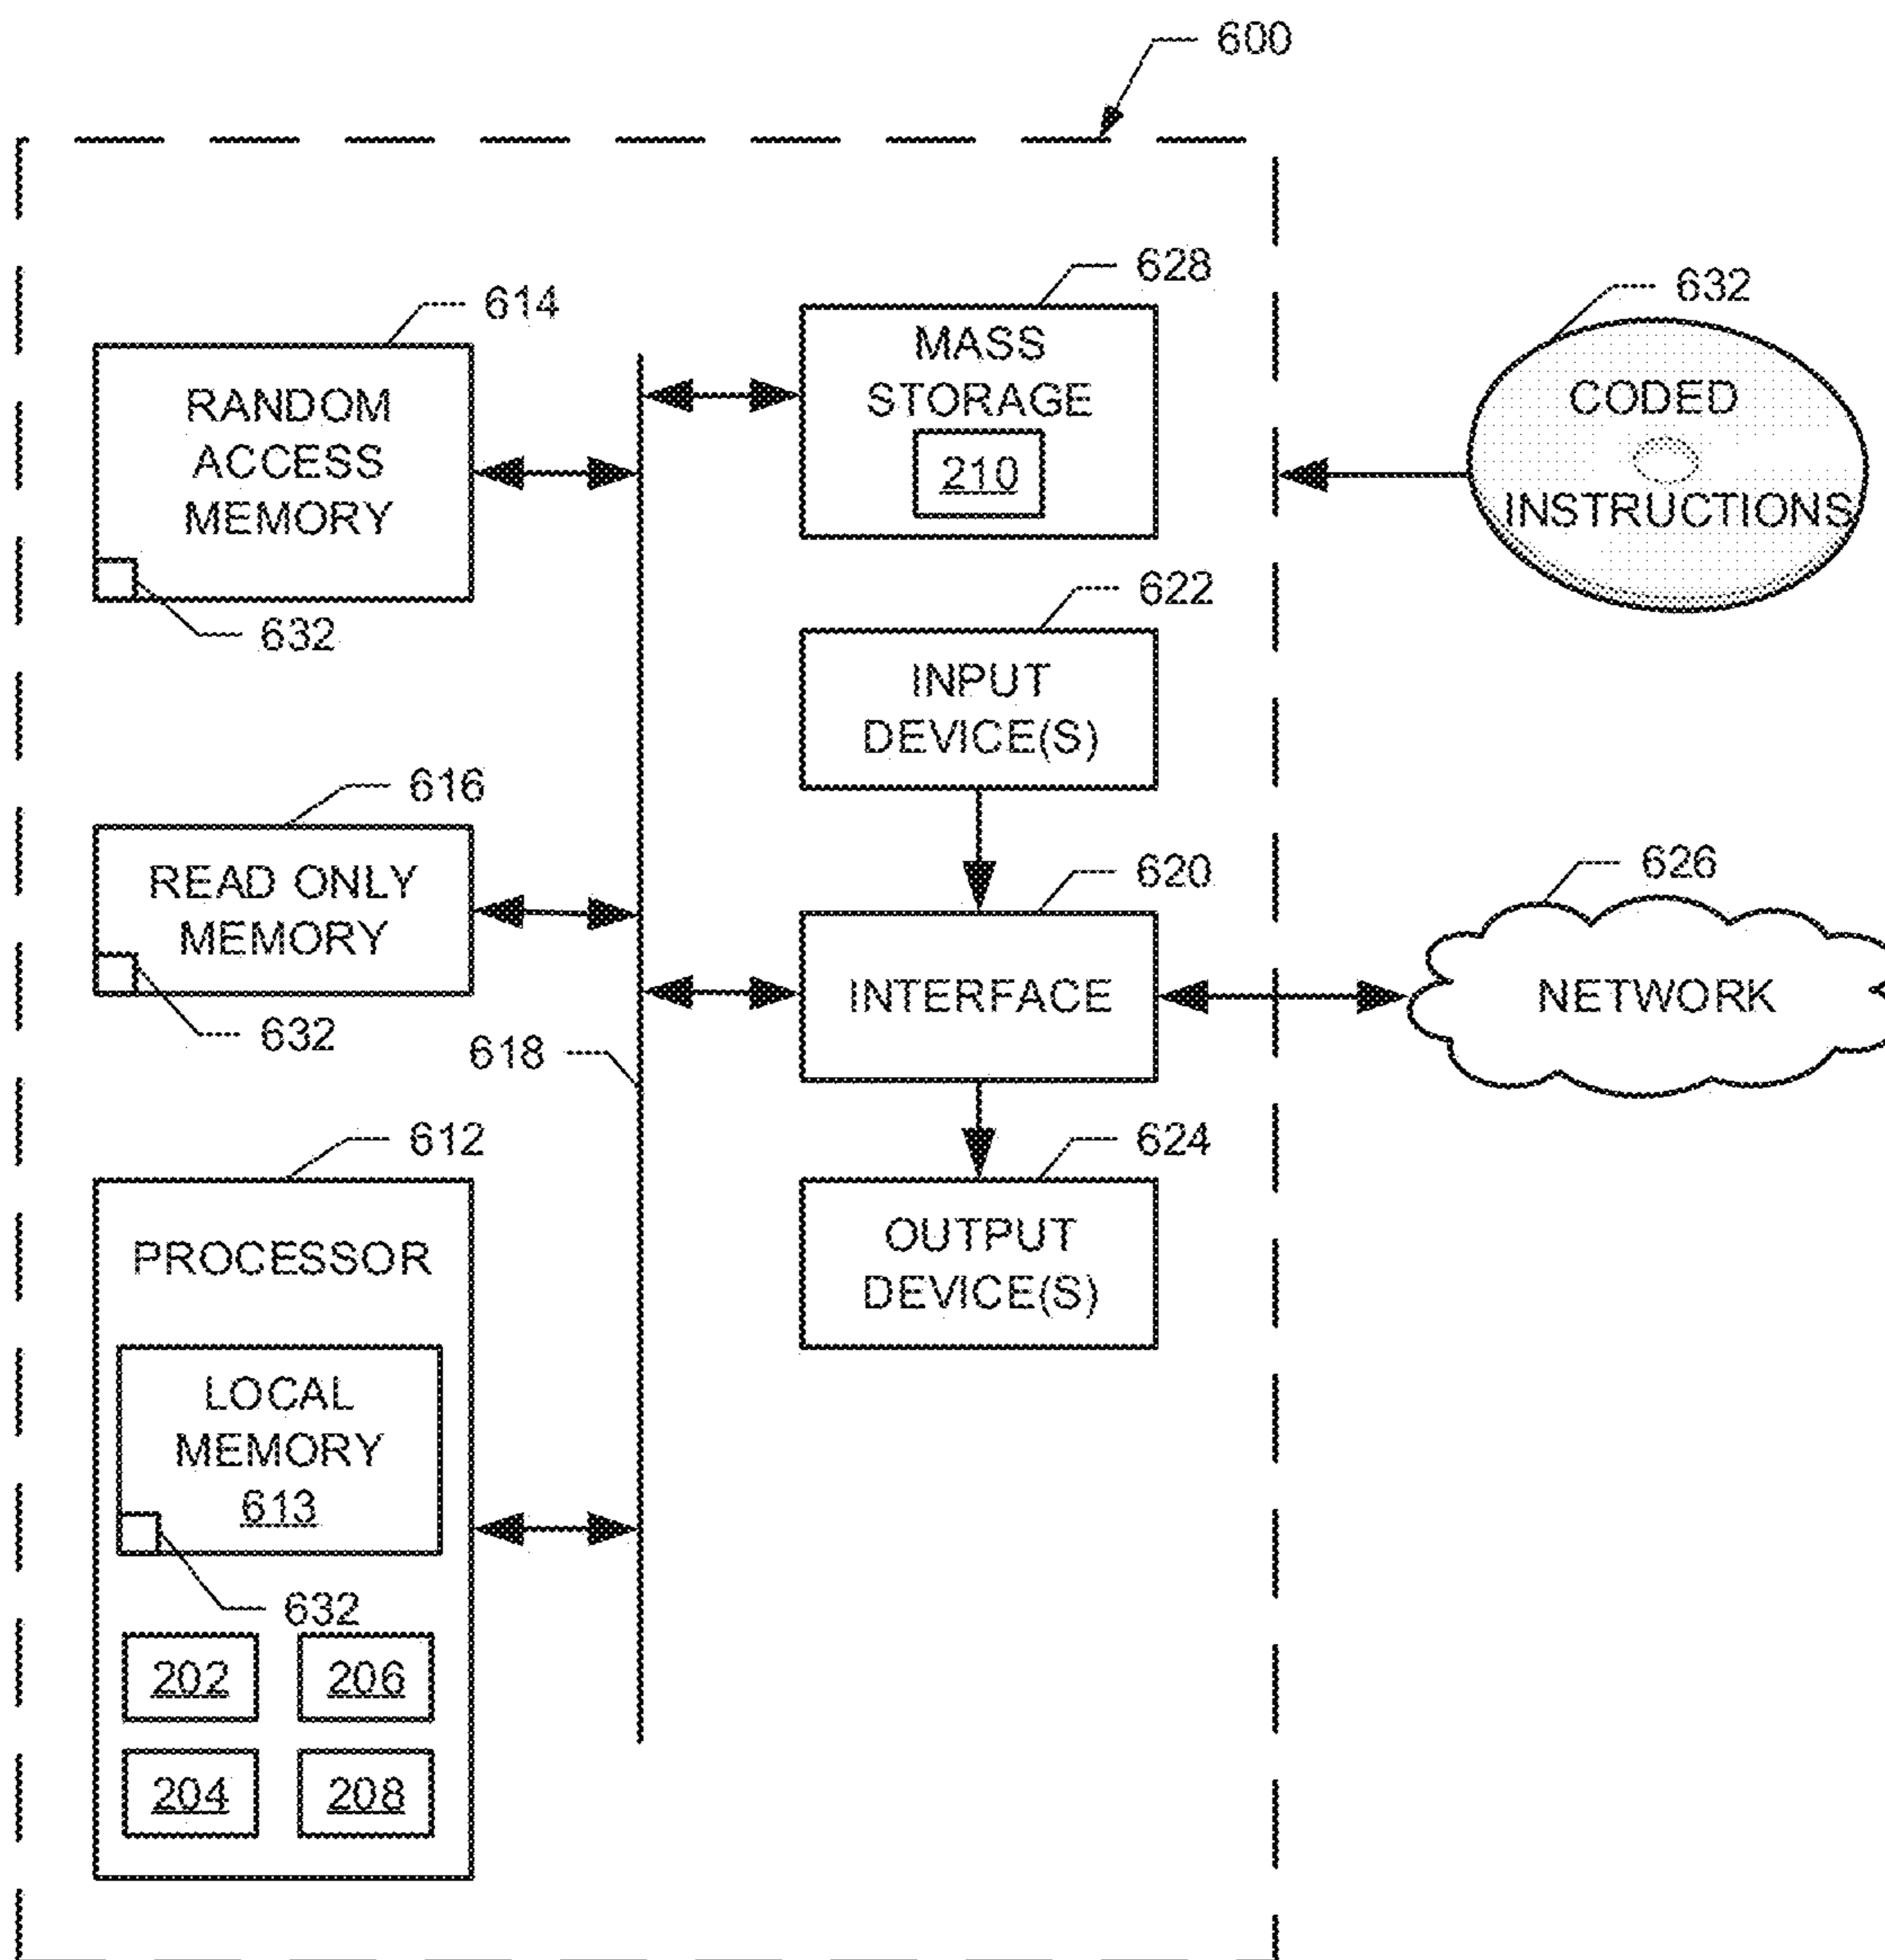 600
614
RANDOM
ACCESS
MEMORY
632
628
MASS
STORAGE
210
632
CODED
INSTRUCTIONS
622
INPUT
DEVICE(S)
616
READ ONLY
MEMORY
632
618
620
INTERFACE
626
NETWORK
612
PROCESSOR
LOCAL
MEMORY
613
632
202
206
204
208
624
OUTPUT
DEVICE(S)